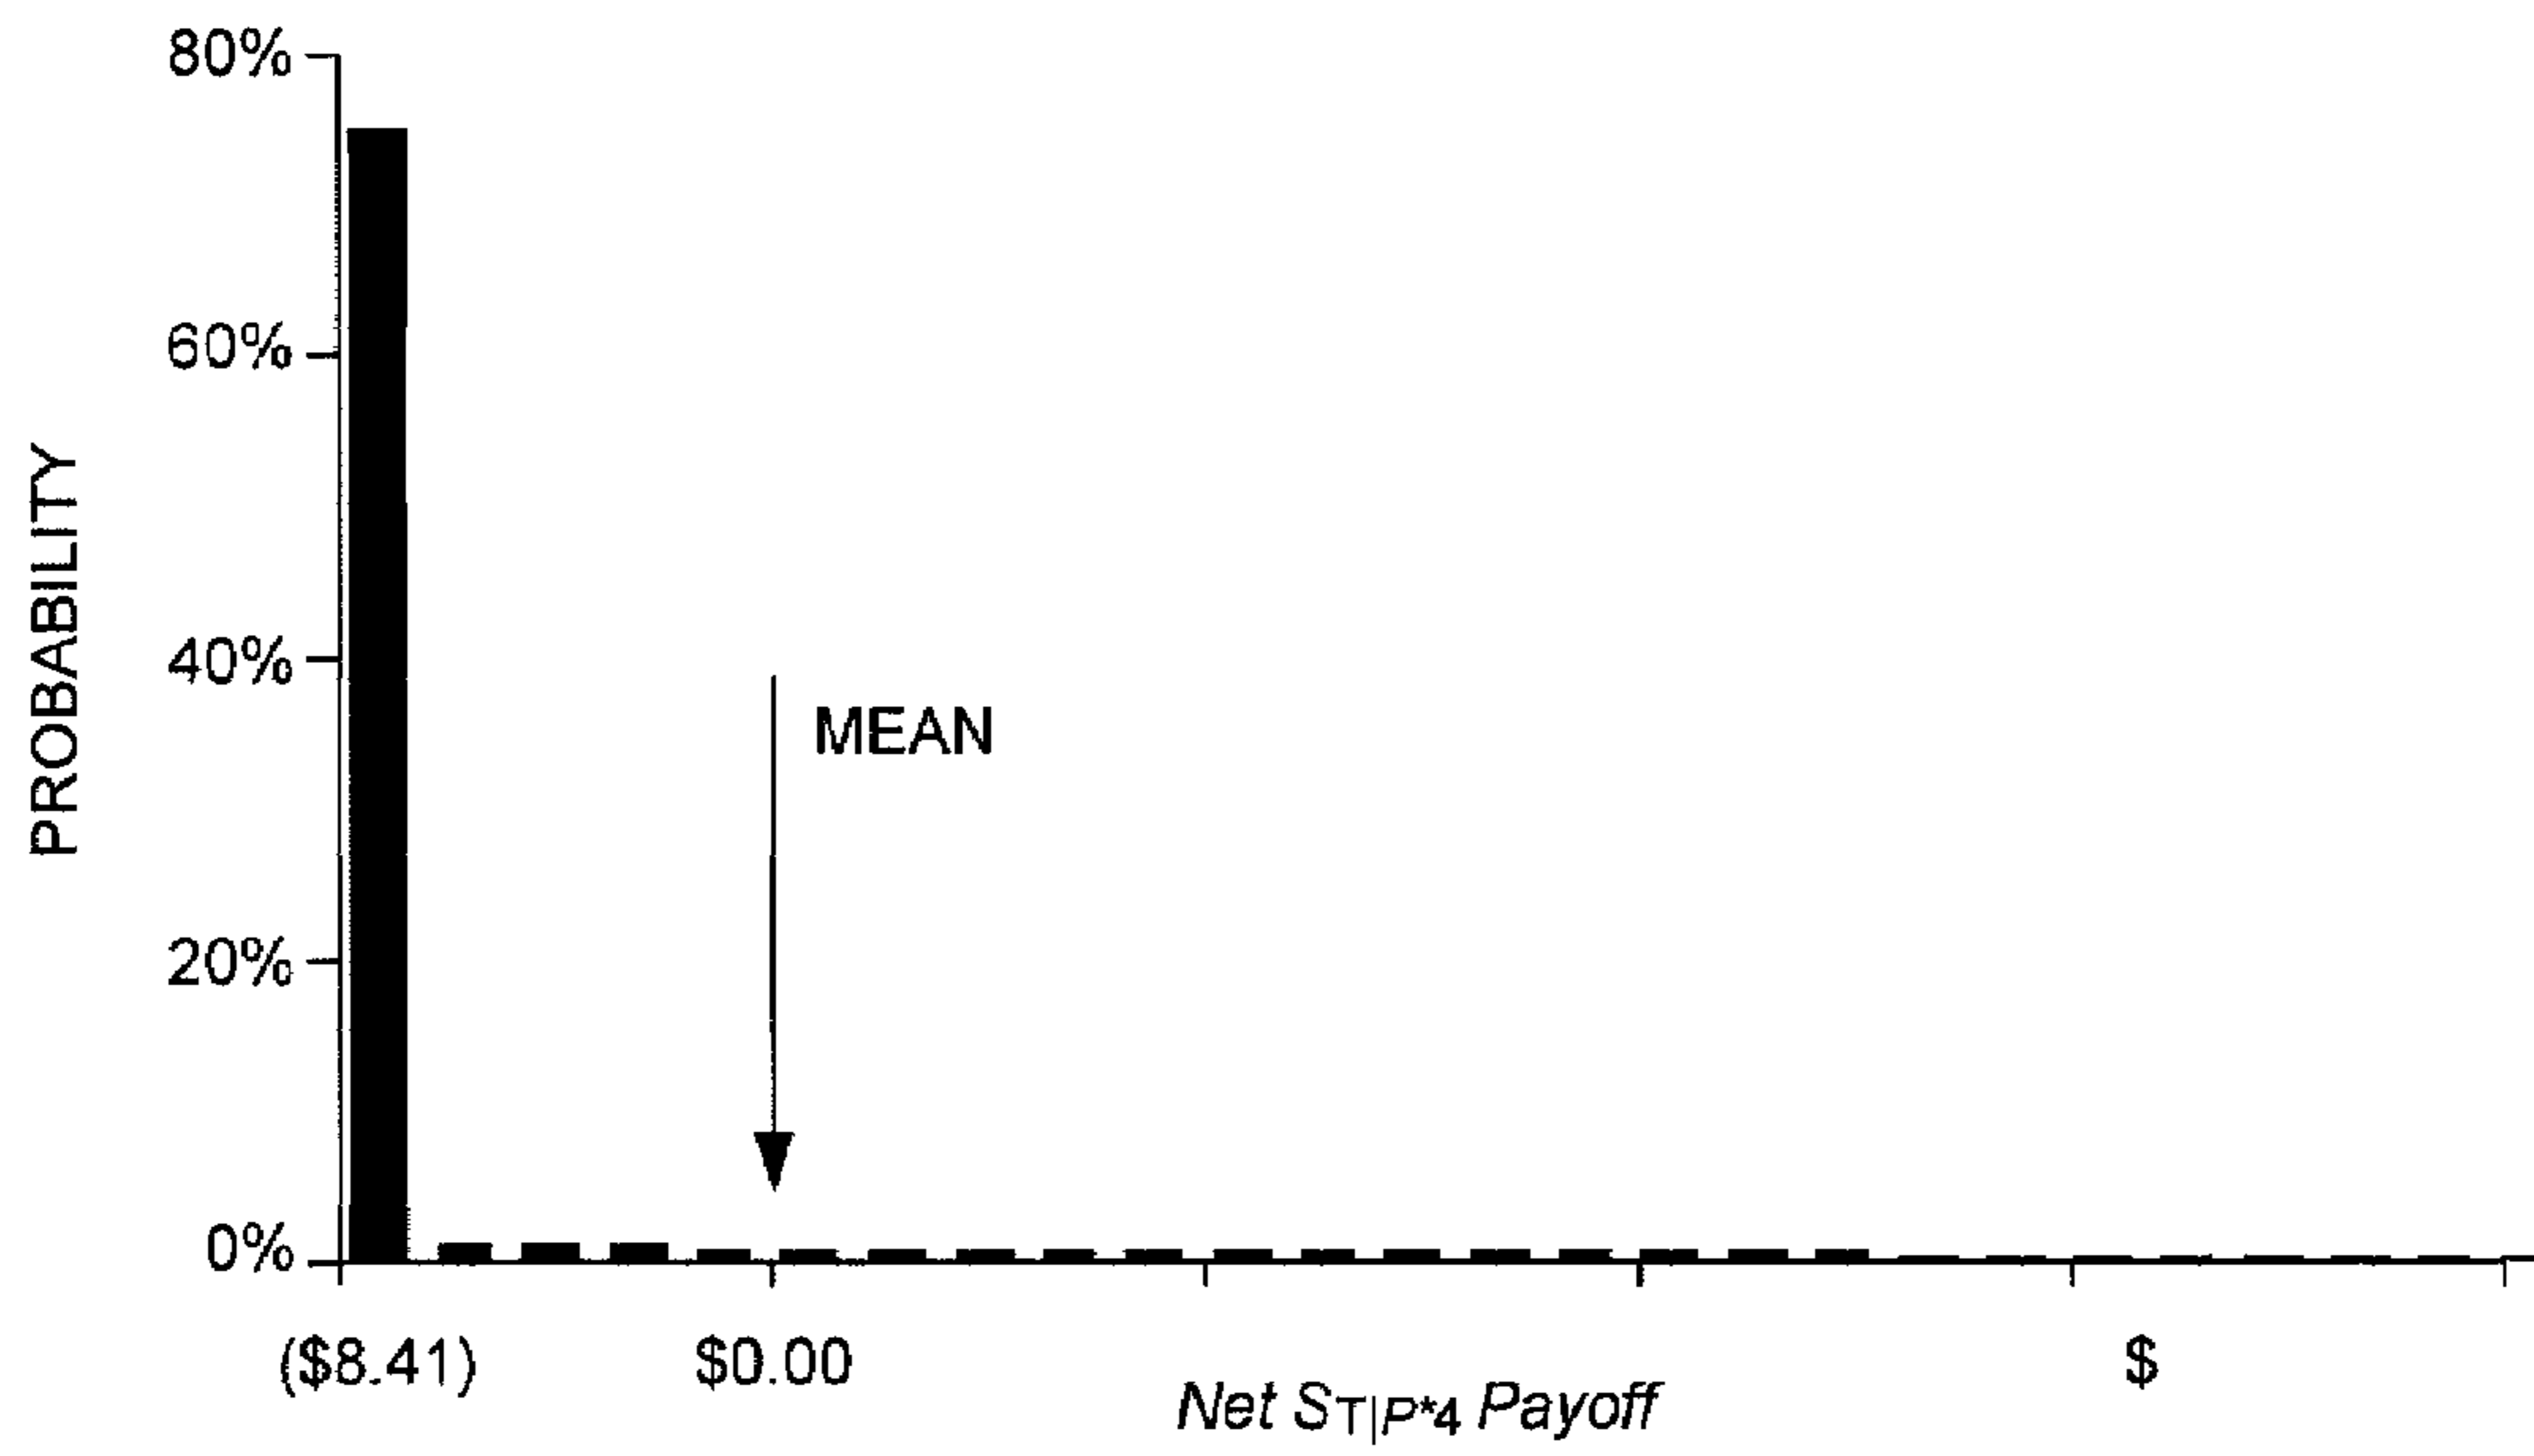 80%
60%
40%
20%
0%
PROBABILITY
MEAN
($8.41)
$0.00
$
Net ST|P*4 Payoff